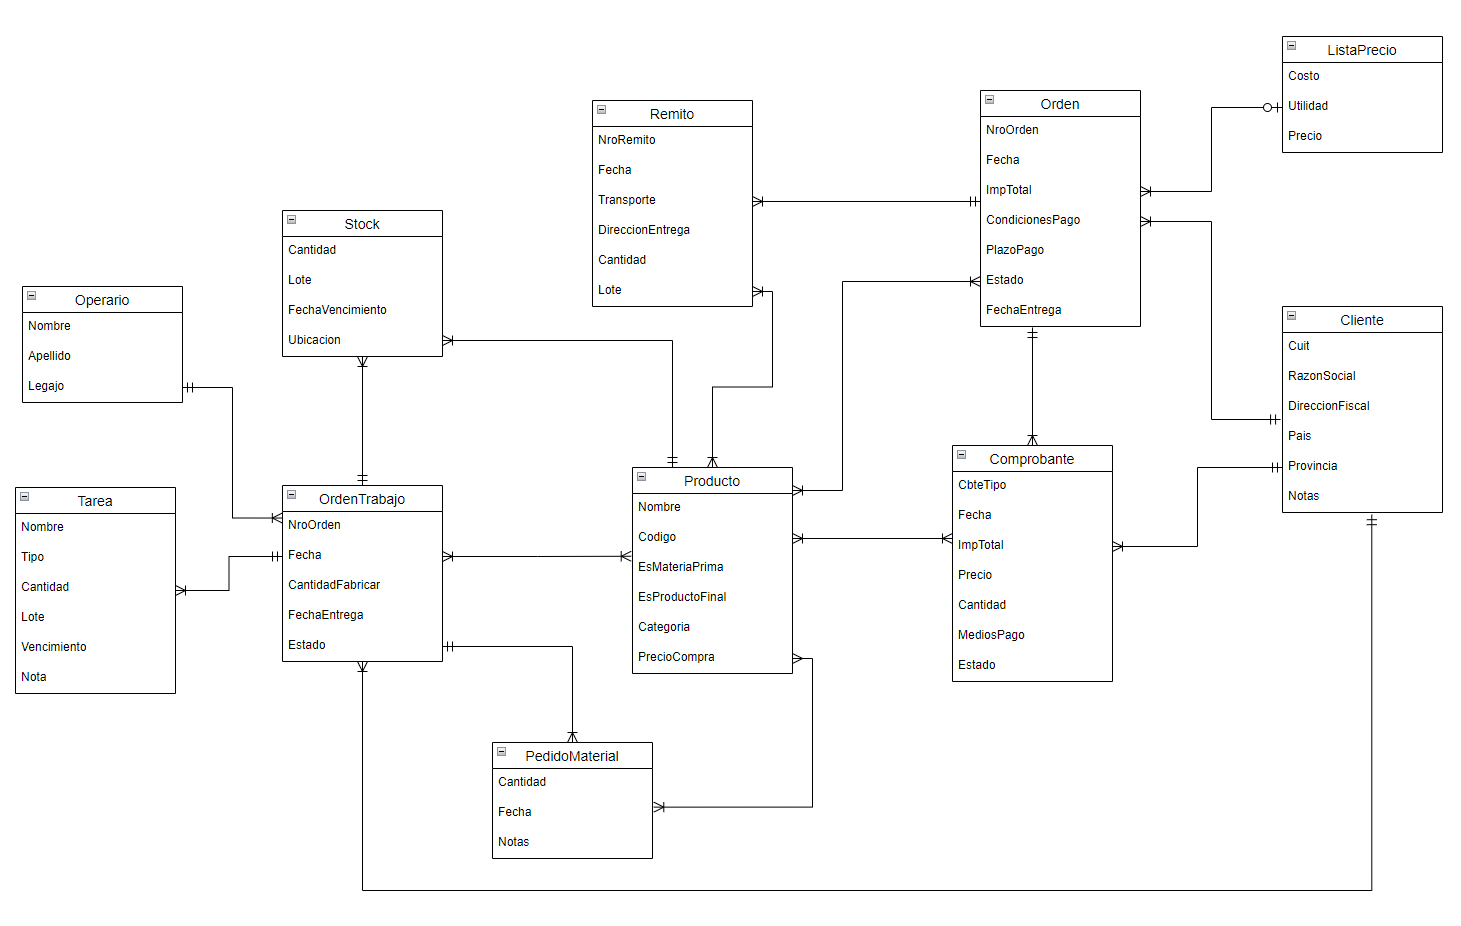 ListaPrecio
Costo
Utilidad
Precio
Orden
NroOrden
Fecha
ImpTotal
CondicionesPago
PlazoPago
Estado
FechaEntrega
Remito
NroRemito
Fecha
Transporte
DireccionEntrega
Cantidad
Lote
Stock
Cantidad
Lote
FechaVencimiento
Ubicacion
Operario
Nombre
Apellido
Legajo
Cliente
Cuit
RazonSocial
DireccionFiscal
Pais
Provincia
Notas
Comprobante
CbteTipo
Fecha
ImpTotal
Precio
Cantidad
MediosPago
Estado
Producto
Nombre
Codigo
EsMateriaPrima
EsProductoFinal
Categoria
PrecioCompra
OrdenTrabajo
NroOrden
Fecha
CantidadFabricar
FechaEntrega
Estado
Tarea
Nombre
Tipo
Cantidad
Lote
Vencimiento
Nota
PedidoMaterial
Cantidad
Fecha
Notas